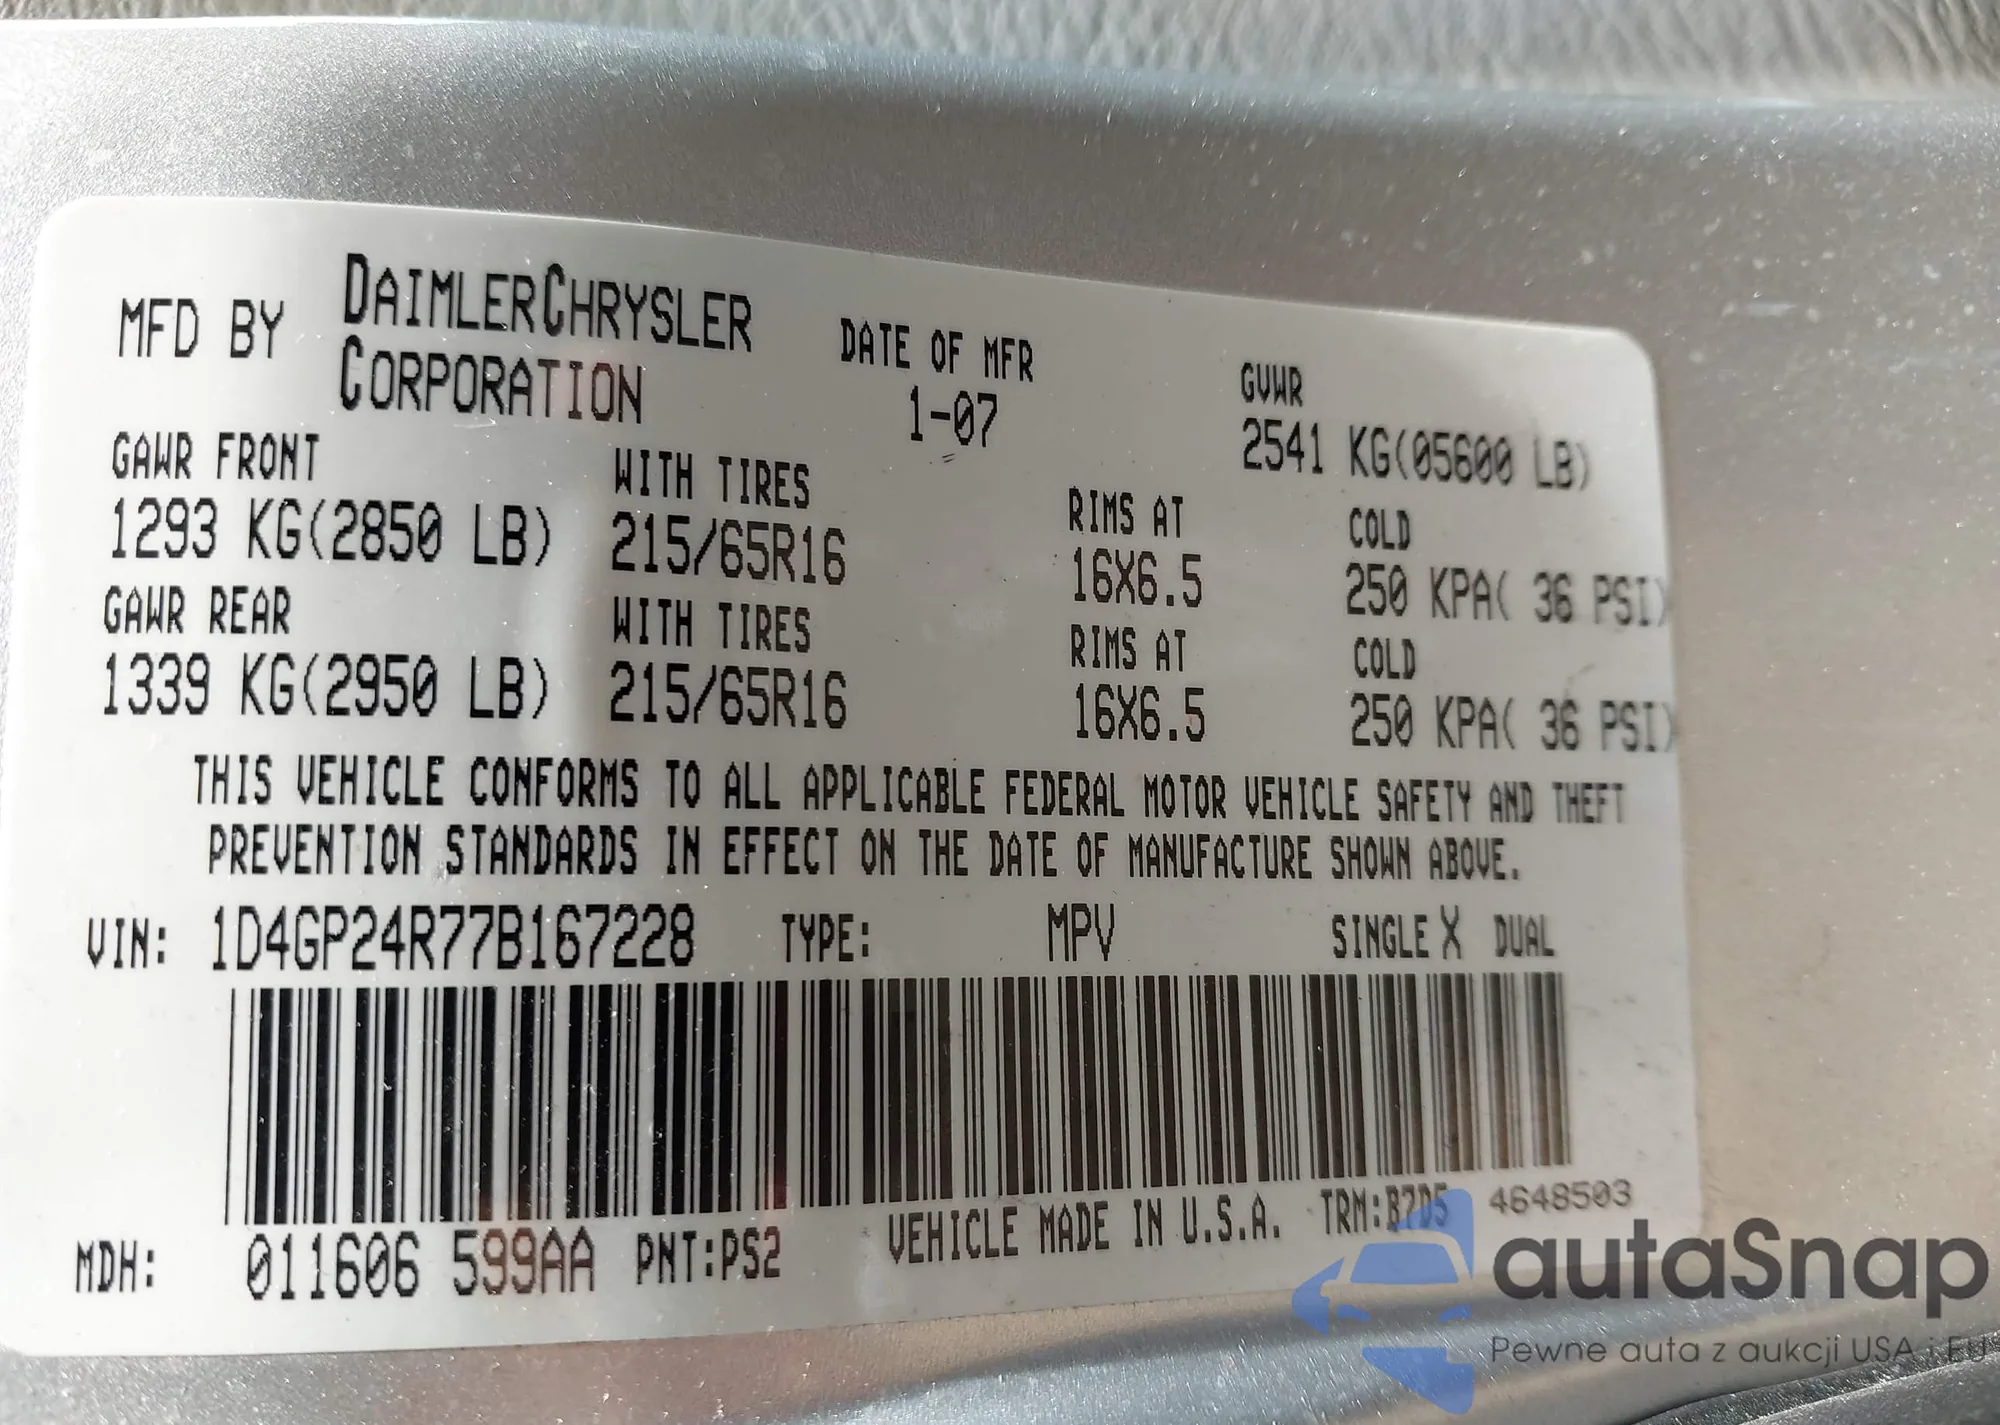 MFD BY DAIMLERCHRYSLER CORPORATION
DATE OF MFR
1-07
GVWR
2541 KG(05600 LB)
GAWR FRONT WITH TIRES RIMS AT COLD
1293 KG(2850 LB) 215/65R16 16X6.5 250 KPA( 36 PSI)
GAWR REAR WITH TIRES RIMS AT COLD
1339 KG(2950 LB) 215/65R16 16X6.5 250 KPA( 36 PSI)
THIS VEHICLE CONFORMS TO ALL APPLICABLE FEDERAL MOTOR VEHICLE SAFETY AND THEFT
PREVENTION STANDARDS IN EFFECT ON THE DATE OF MANUFACTURE SHOWN ABOVE.
VIN: 1D4GP24R77B167228 TYPE: MPV SINGLE X DUAL
MDH: 011606 599AA PNT:PS2 VEHICLE MADE IN U.S.A. TRM:B7D5 4648503
autaSnap
Pewne auta z aukcji USA i EU